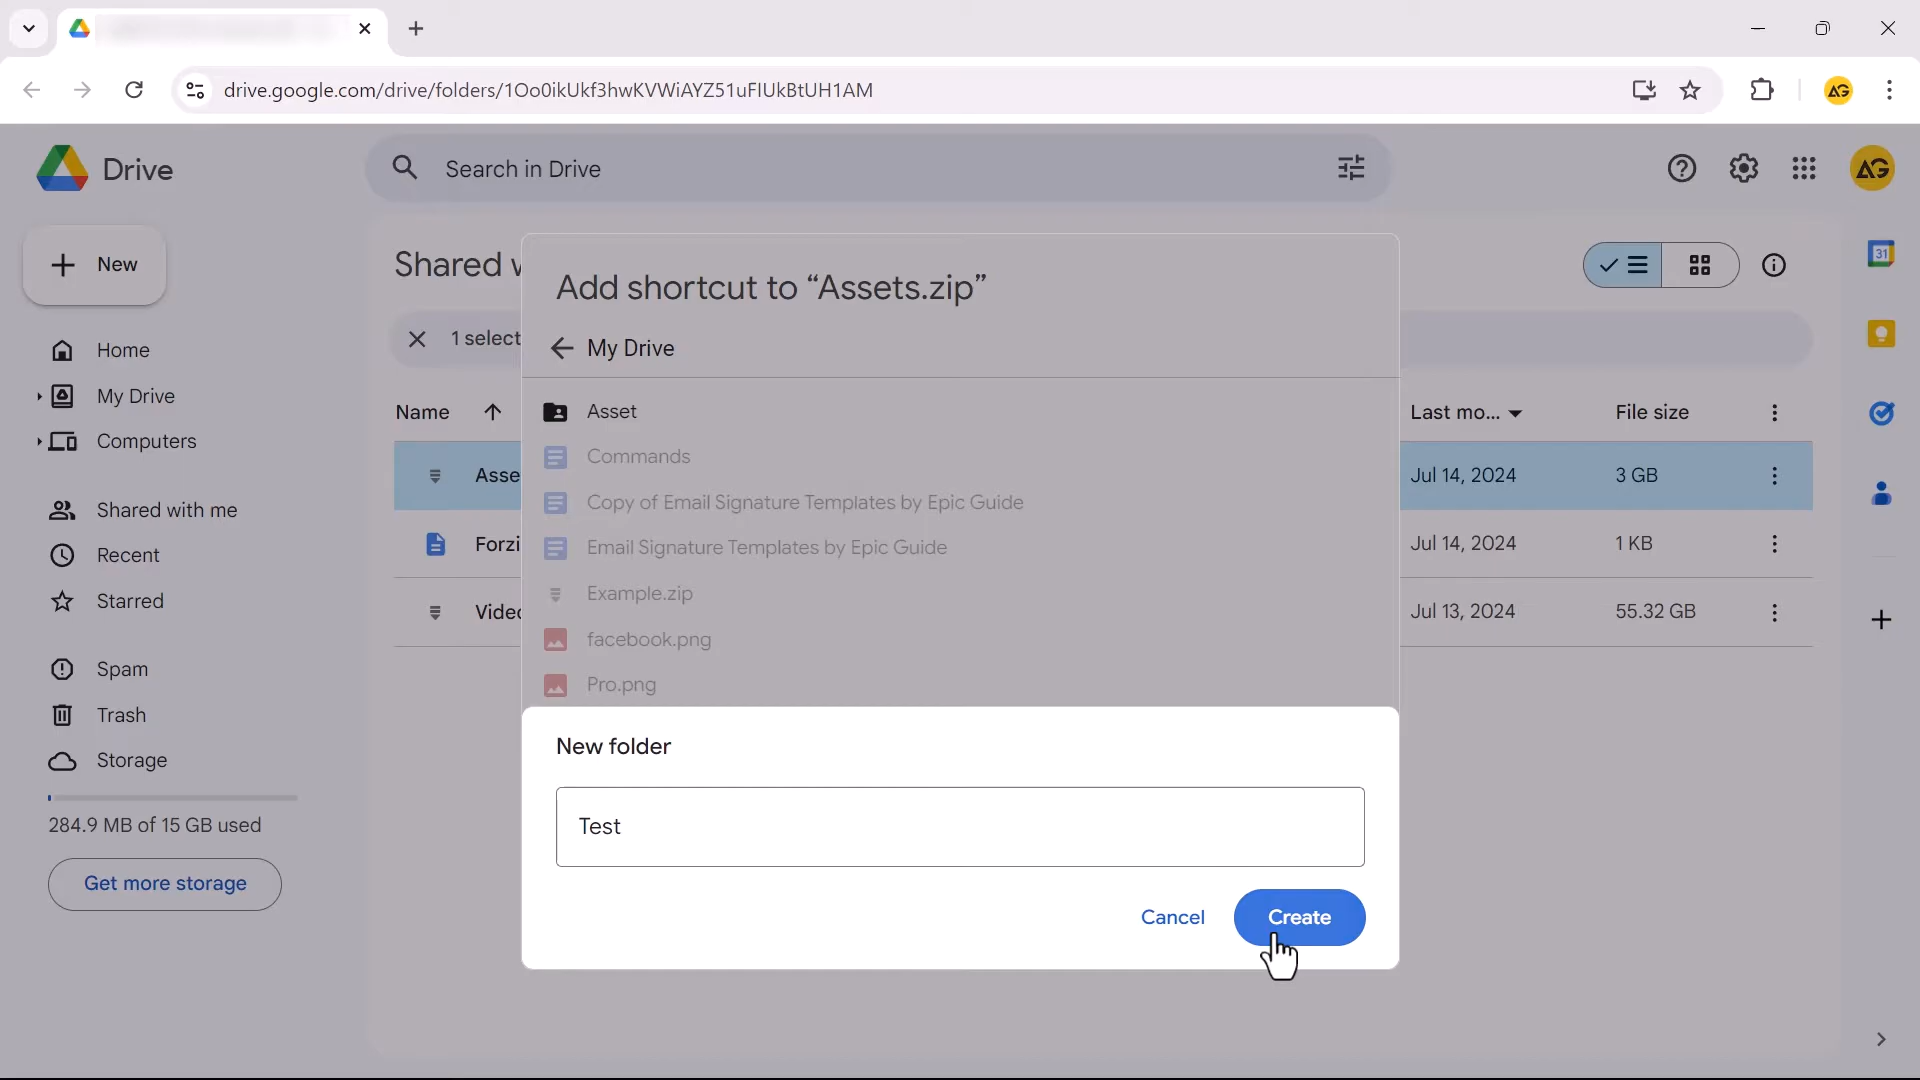 drive.google.com/drive/folders/1Oo0ikUkf3hwKVWiAYZ51uFIUkBtUH1AM
AG
Drive
Search in Drive
AG
New
Home
My Drive
Computers
Shared with me
Recent
Starred
Spam
Trash
Storage
284.9 MB of 15 GB used
Get more storage
Shared
1 select
Name
Last mo...
File size
Asse
Jul 14, 2024
3 GB
Forzi
Jul 14, 2024
1 KB
Video
Jul 13, 2024
55.32 GB
Add shortcut to “Assets.zip”
My Drive
Asset
Commands
Copy of Email Signature Templates by Epic Guide
Email Signature Templates by Epic Guide
Example.zip
facebook.png
Pro.png
New folder
Test
Cancel
Create
31